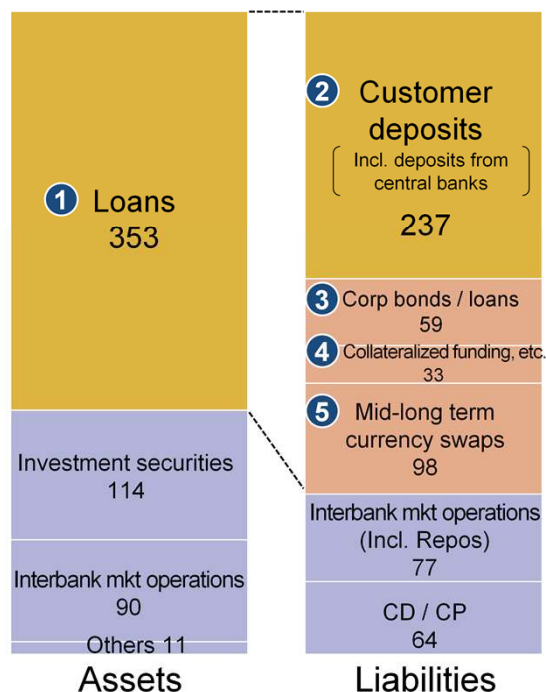 1 Loans
353
Investment securities
114
Interbank mkt operations
90
Others 11
Assets
2 Customer
deposits
Incl. deposits from
central banks
237
3 Corp bonds / loans
59
4 Collateralized funding, etc.
33
5 Mid-long term
currency swaps
98
Interbank mkt operations
(Incl. Repos)
77
CD / CP
64
Liabilities